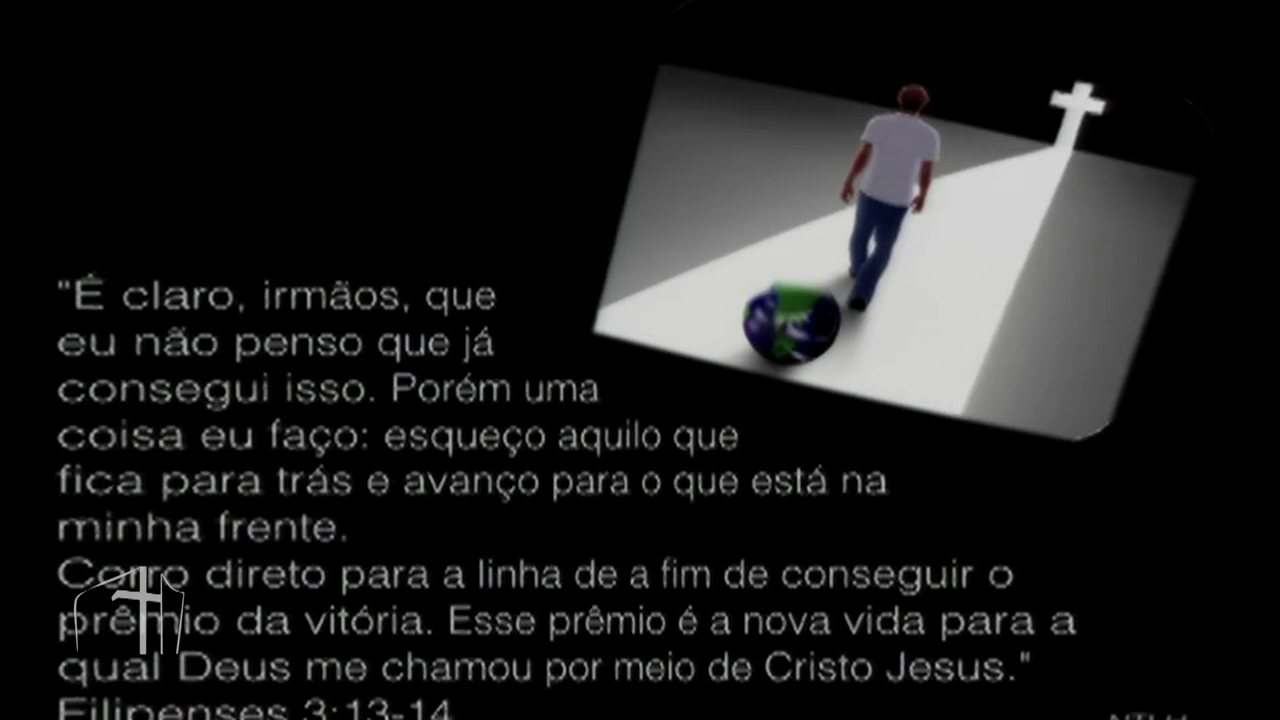 "É claro, irmãos, que
eu não penso que já
consegui isso. Porém uma
coisa eu faço: esqueço aquilo que
fica para trás e avanço para o que está na
minha frente.
Corro direto para a linha de a fim de conseguir o
prêmio da vitória. Esse prêmio é a nova vida para a
qual Deus me chamou por meio de Cristo Jesus."
Filipenses 3:13-14